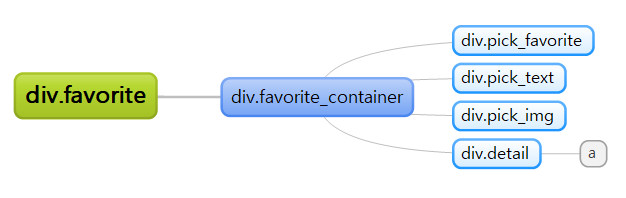 div.favorite
div.favorite_container
div.pick_favorite
div.pick_text
div.pick_img
div.detail
a